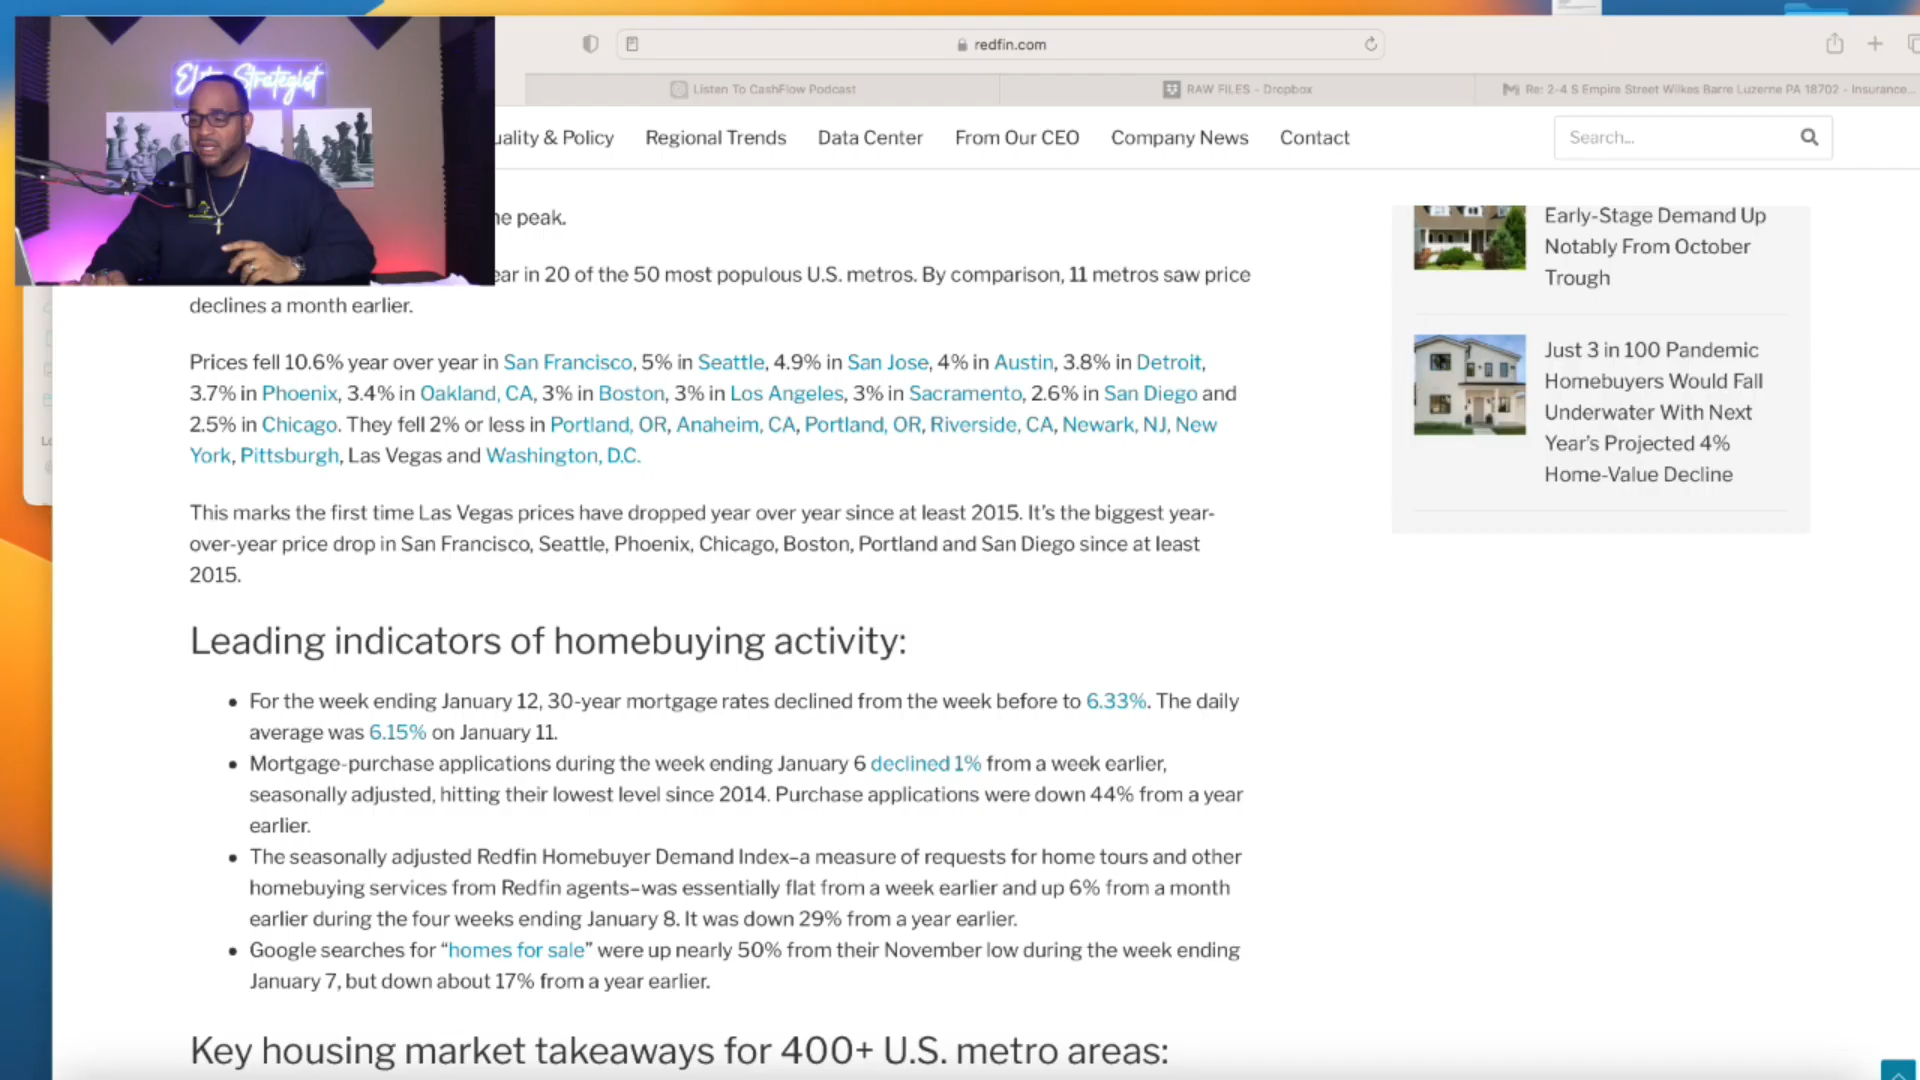 Elite Strategist
redfin.com
Listen To CashFlow Podcast
RAW FILES - Dropbox
Re: 2-4 S Empire Street Wilkes Barre Luzerne PA 18702 - Insurance...
uality & Policy
Regional Trends
Data Center
From Our CEO
Company News
Contact
Search...
he peak.
ear in 20 of the 50 most populous U.S. metros. By comparison, 11 metros saw price
declines a month earlier.
Prices fell 10.6% year over year in San Francisco, 5% in Seattle, 4.9% in San Jose, 4% in Austin, 3.8% in Detroit,
3.7% in Phoenix, 3.4% in Oakland, CA, 3% in Boston, 3% in Los Angeles, 3% in Sacramento, 2.6% in San Diego and
2.5% in Chicago. They fell 2% or less in Portland, OR, Anaheim, CA, Portland, OR, Riverside, CA, Newark, NJ, New
York, Pittsburgh, Las Vegas and Washington, D.C.
This marks the first time Las Vegas prices have dropped year over year since at least 2015. It's the biggest year-
over-year price drop in San Francisco, Seattle, Phoenix, Chicago, Boston, Portland and San Diego since at least
2015.
Leading indicators of homebuying activity:
• For the week ending January 12, 30-year mortgage rates declined from the week before to 6.33%. The daily
average was 6.15% on January 11.
• Mortgage-purchase applications during the week ending January 6 declined 1% from a week earlier,
seasonally adjusted, hitting their lowest level since 2014. Purchase applications were down 44% from a year
earlier.
• The seasonally adjusted Redfin Homebuyer Demand Index–a measure of requests for home tours and other
homebuying services from Redfin agents–was essentially flat from a week earlier and up 6% from a month
earlier during the four weeks ending January 8. It was down 29% from a year earlier.
• Google searches for “homes for sale” were up nearly 50% from their November low during the week ending
January 7, but down about 17% from a year earlier.
Key housing market takeaways for 400+ U.S. metro areas:
Early-Stage Demand Up
Notably From October
Trough
Just 3 in 100 Pandemic
Homebuyers Would Fall
Underwater With Next
Year's Projected 4%
Home-Value Decline